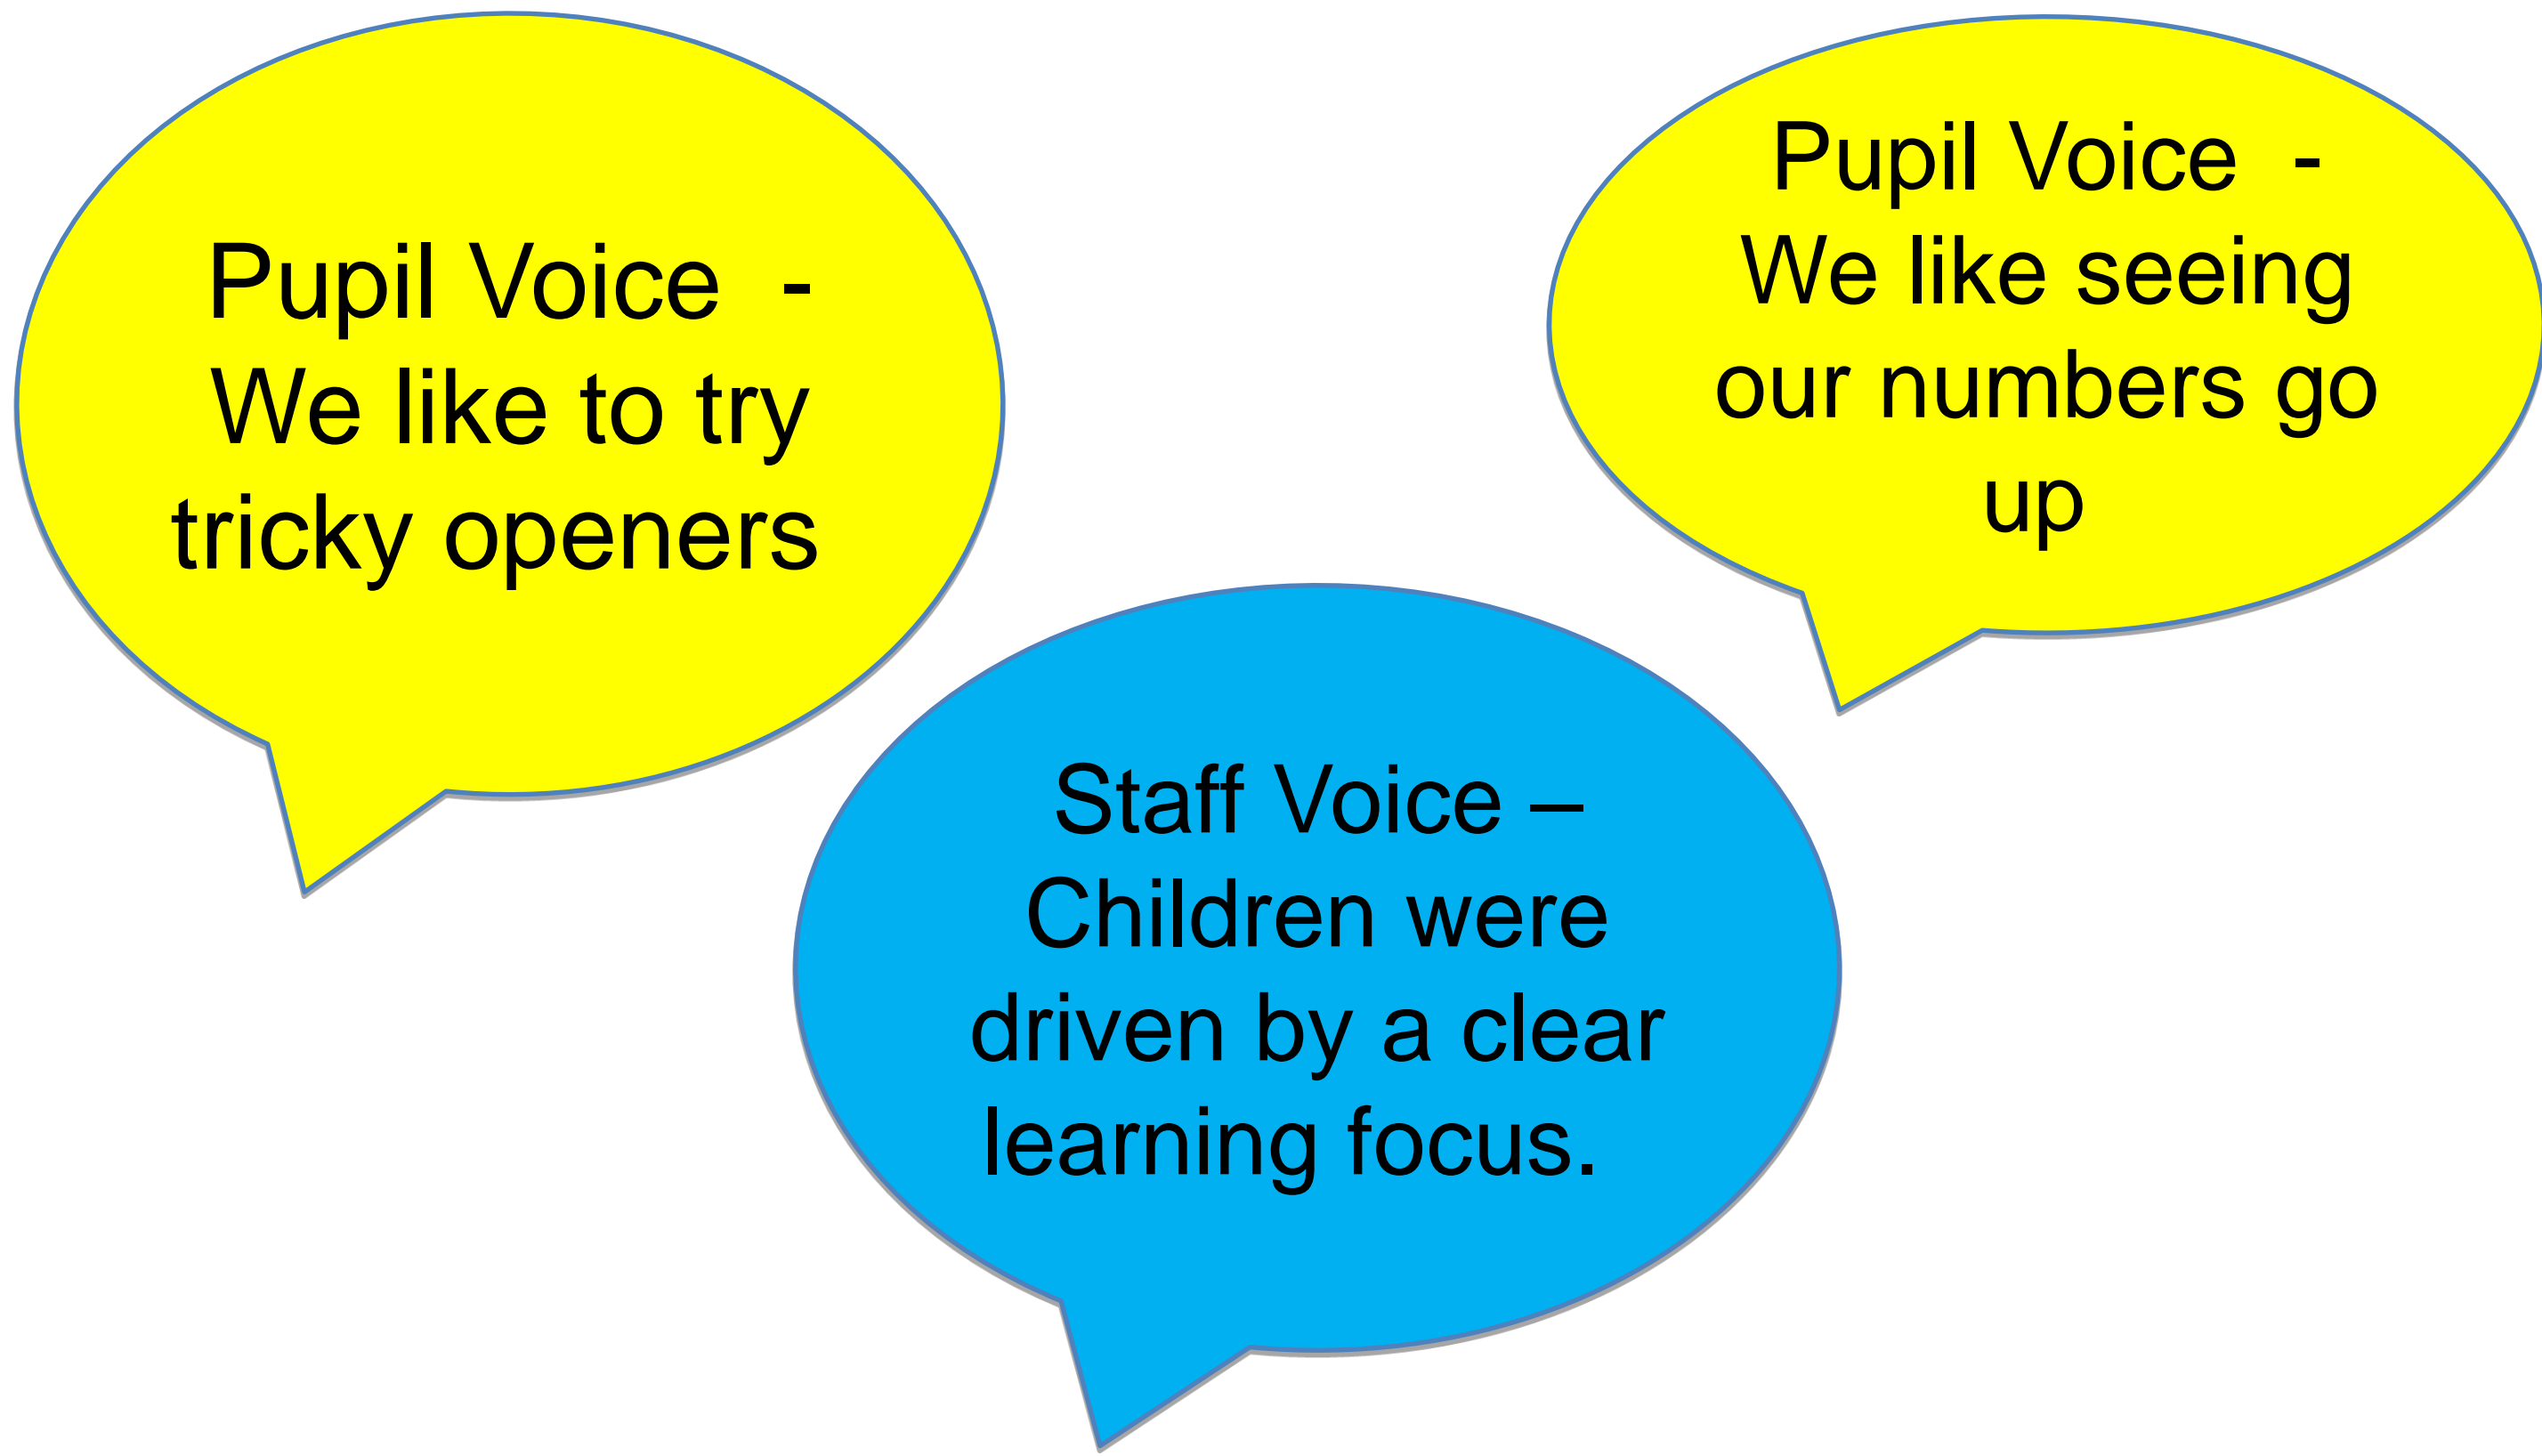 Pupil Voice  -
We like to try
tricky openers
Pupil Voice  -
We like seeing
our numbers go
up
Staff Voice –
Children were
driven by a clear
learning focus.